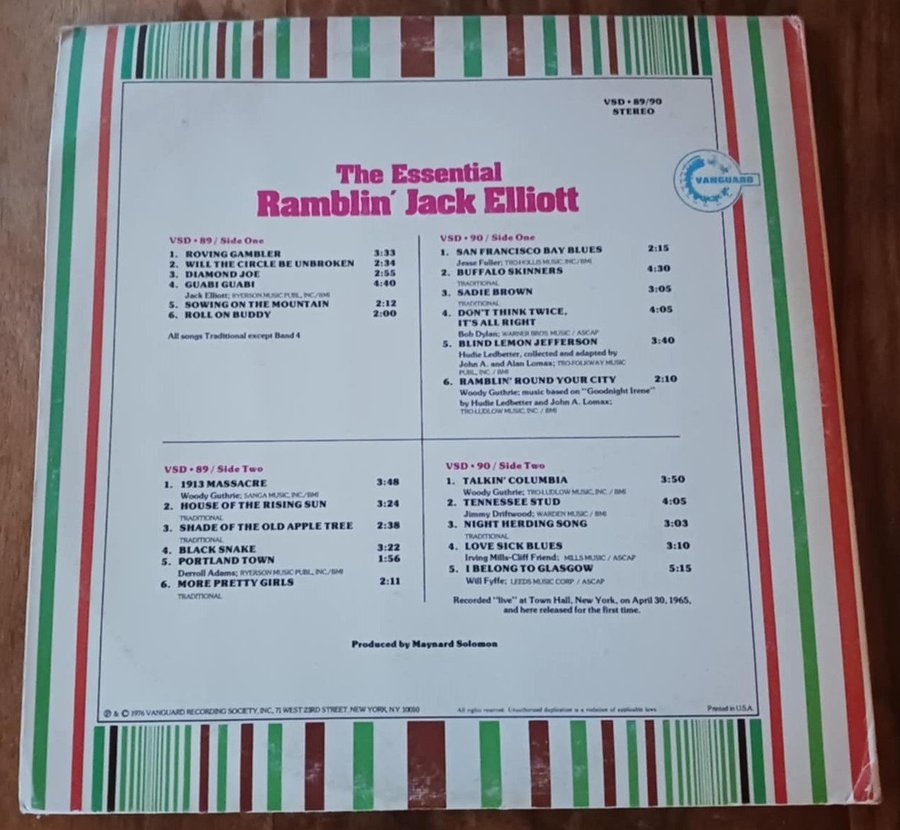 VSD • 89/90
STEREO
The Essential
Ramblin' Jack Elliott
VANGUARD
VSD • 89 / Side One
1. ROVING GAMBLER 3:33
2. WILL THE CIRCLE BE UNBROKEN 2:34
3. DIAMOND JOE 2:55
4. GUABI GUABI 4:40
Jack Elliott; RYERSON MUSIC PUBL., INC./BMI
5. SOWING ON THE MOUNTAIN 2:12
6. ROLL ON BUDDY 2:00
All songs Traditional except Band 4
VSD • 90 / Side One
1. SAN FRANCISCO BAY BLUES 2:15
Jesse Fuller; TRO-HOLLIS MUSIC, INC./BMI
2. BUFFALO SKINNERS 4:30
TRADITIONAL
3. SADIE BROWN 3:05
TRADITIONAL
4. DON'T THINK TWICE, 4:05
IT'S ALL RIGHT
Bob Dylan; WARNER BROS. MUSIC / ASCAP
5. BLIND LEMON JEFFERSON 3:40
Hudie Ledbetter, collected and adapted by
John A. and Alan Lomax; TRO-FOLKWAY MUSIC
PUBL., INC. / BMI
6. RAMBLIN' ROUND YOUR CITY 2:10
Woody Guthrie; music based on "Goodnight Irene"
by Hudie Ledbetter and John A. Lomax;
TRO-LUDLOW MUSIC, INC. / BMI
VSD • 89 / Side Two
1. 1913 MASSACRE 3:48
Woody Guthrie; SANGA MUSIC, INC/BMI
2. HOUSE OF THE RISING SUN 3:24
TRADITIONAL
3. SHADE OF THE OLD APPLE TREE 2:38
TRADITIONAL
4. BLACK SNAKE 3:22
5. PORTLAND TOWN 1:56
Derroll Adams; RYERSON MUSIC PUBL., INC./BMI
6. MORE PRETTY GIRLS 2:11
TRADITIONAL
VSD • 90 / Side Two
1. TALKIN' COLUMBIA 3:50
Woody Guthrie; TRO-LUDLOW MUSIC, INC. / BMI
2. TENNESSEE STUD 4:05
Jimmy Driftwood; WARDEN MUSIC / BMI
3. NIGHT HERDING SONG 3:03
TRADITIONAL
4. LOVE SICK BLUES 3:10
Irving Mills-Cliff Friend; MILLS MUSIC / ASCAP
5. I BELONG TO GLASGOW 5:15
Will Fyffe; LEEDS MUSIC CORP / ASCAP
Recorded "live" at Town Hall, New York, on April 30, 1965,
and here released for the first time.
Produced by Maynard Solomon
℗ & © 1976 VANGUARD RECORDING SOCIETY, INC., 71 WEST 23RD STREET, NEW YORK, N.Y. 10010
All rights reserved. Unauthorized duplication is a violation of applicable laws.
Printed in U.S.A.